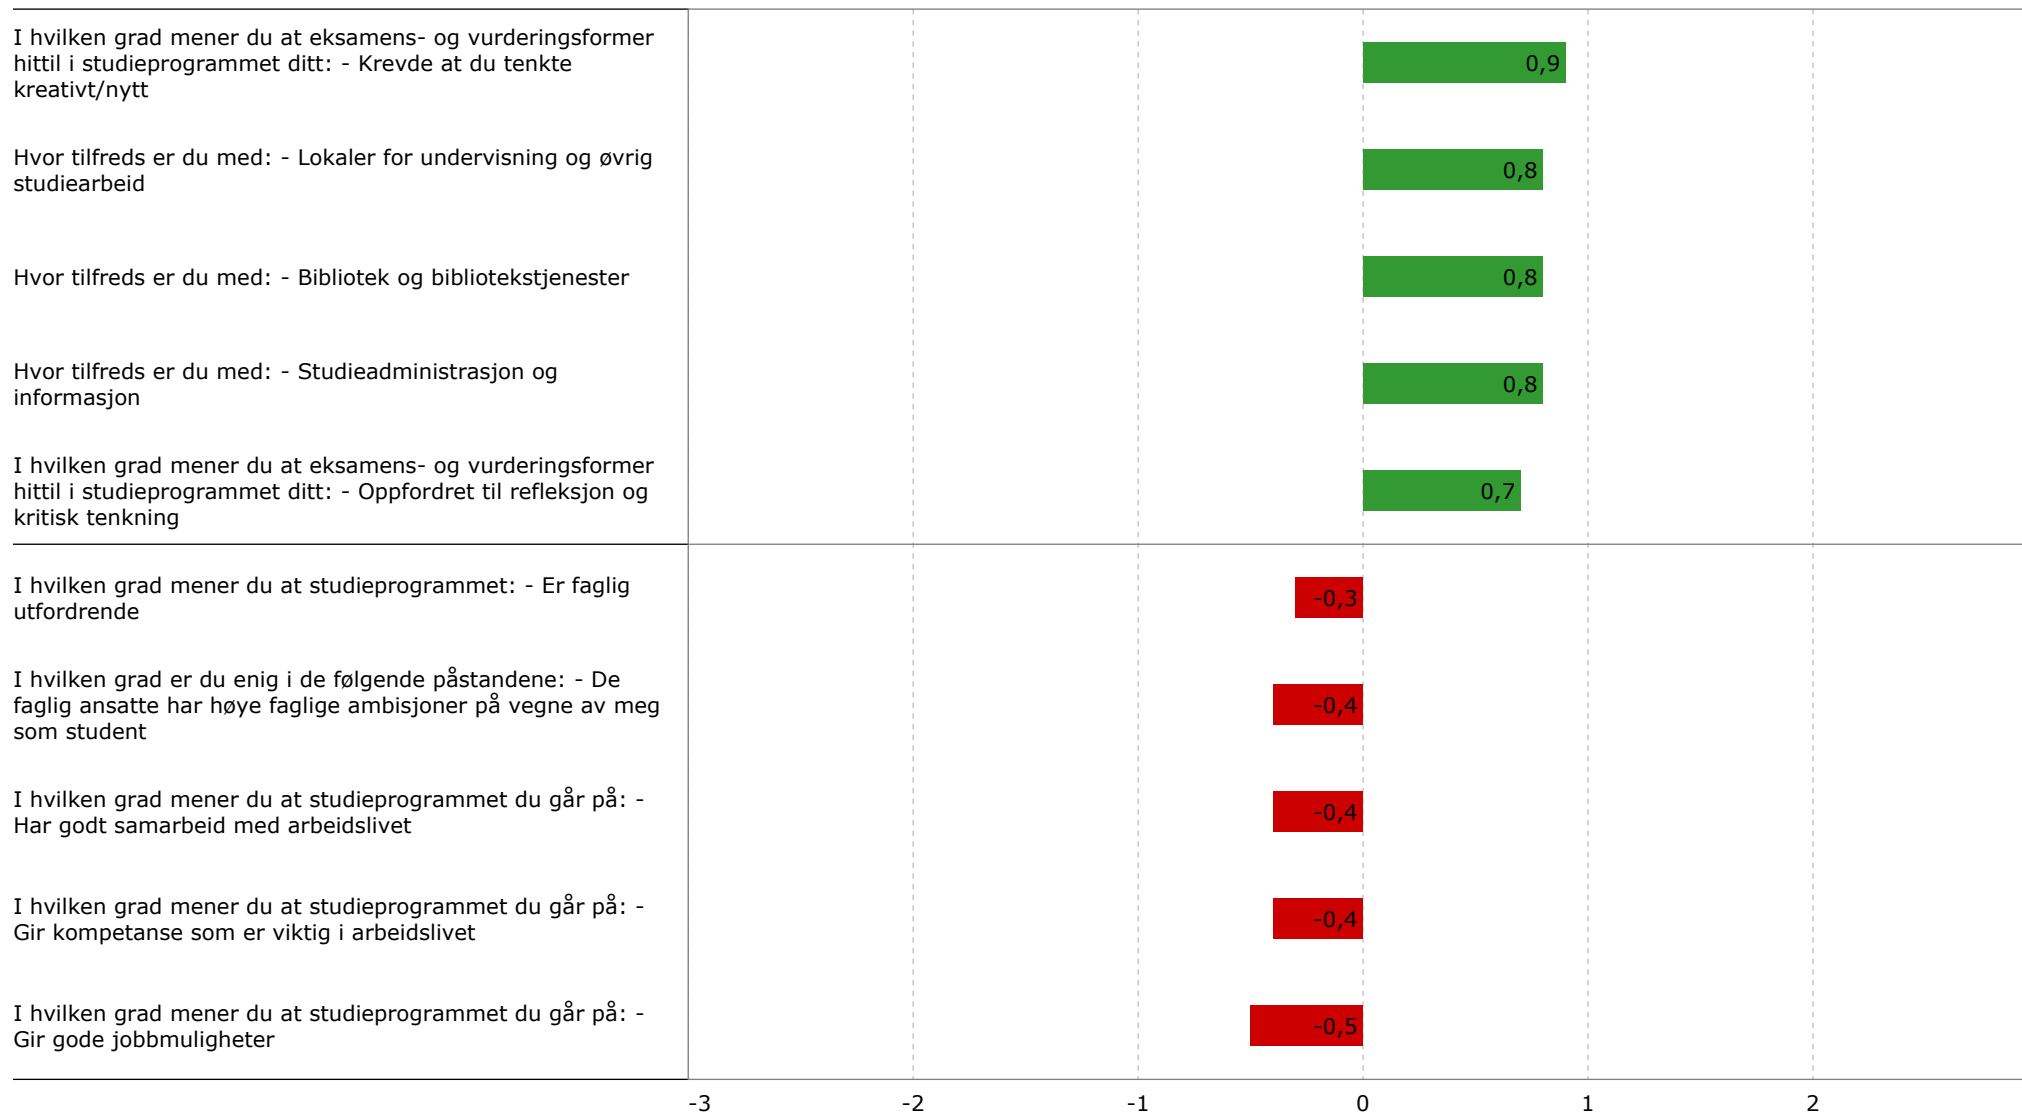 I hvilken grad mener du at eksamens- og vurderingsformer
hittil i studieprogrammet ditt: - Krevde at du tenkte
kreativt/nytt
0,9
Hvor tilfreds er du med: - Lokaler for undervisning og øvrig
studiearbeid
0,8
Hvor tilfreds er du med: - Bibliotek og bibliotekstjenester
0,8
Hvor tilfreds er du med: - Studieadministrasjon og
informasjon
0,8
I hvilken grad mener du at eksamens- og vurderingsformer
hittil i studieprogrammet ditt: - Oppfordret til refleksjon og
kritisk tenkning
0,7
I hvilken grad mener du at studieprogrammet: - Er faglig
utfordrende
-0,3
I hvilken grad er du enig i de følgende påstandene: - De
faglig ansatte har høye faglige ambisjoner på vegne av meg
som student
-0,4
I hvilken grad mener du at studieprogrammet du går på: -
Har godt samarbeid med arbeidslivet
-0,4
I hvilken grad mener du at studieprogrammet du går på: -
Gir kompetanse som er viktig i arbeidslivet
-0,4
I hvilken grad mener du at studieprogrammet du går på: -
Gir gode jobbmuligheter
-0,5
-3 -2 -1 0 1 2